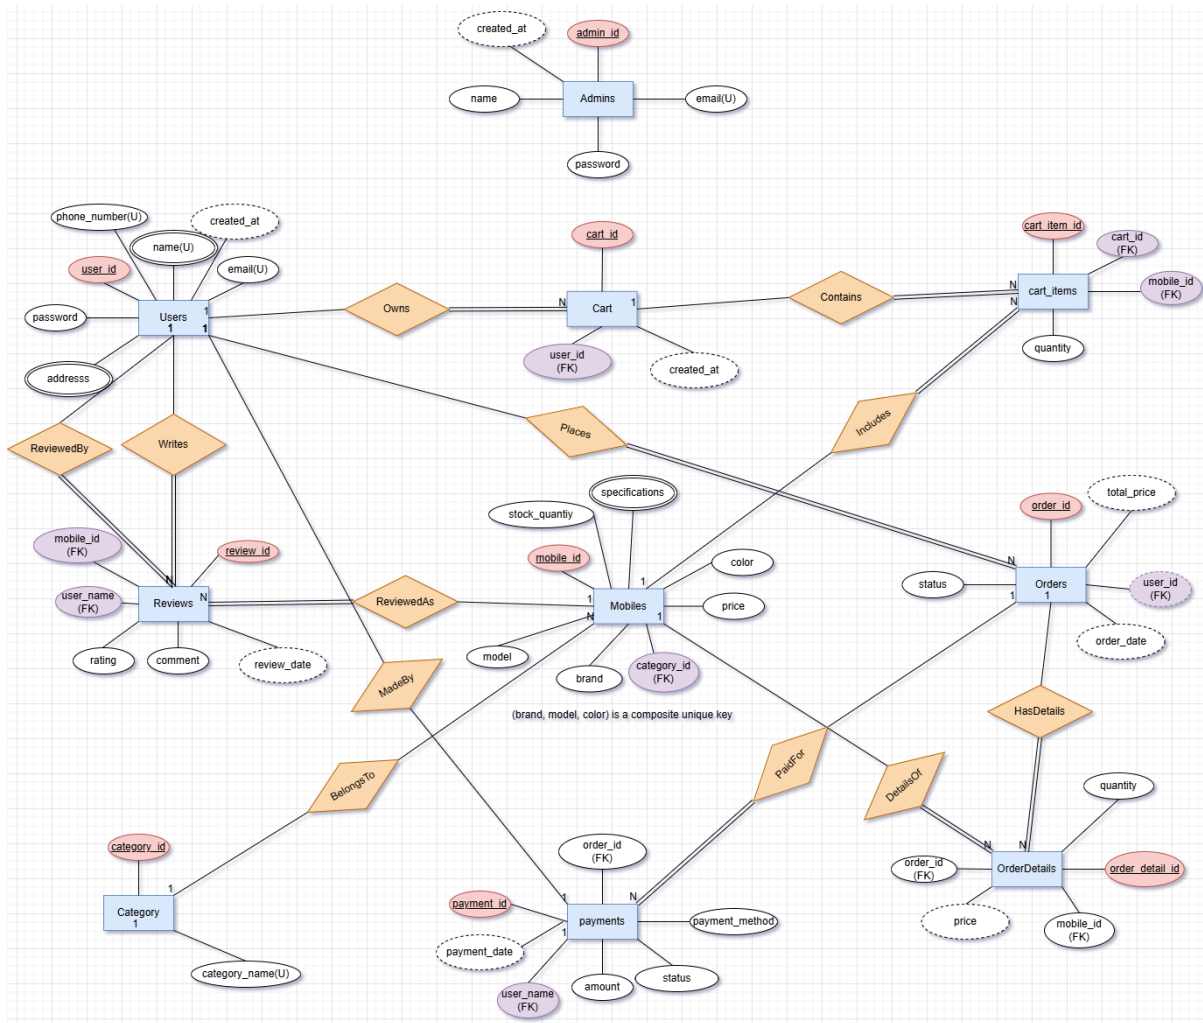 created_at
admin_id
name
Admins
email(U)
password
phone_number(U)
created_at
name(U)
user_id
email(U)
password
Users
1
1
1
1
addresss
Owns
N
cart_id
Cart
1
user_id
(FK)
created_at
Contains
N
N
cart_item_id
cart_id
(FK)
cart_items
mobile_id
(FK)
quantity
ReviewedBy
Writes
Places
Includes
mobile_id
(FK)
review_id
user_name
(FK)
N
Reviews
N
rating
comment
review_date
ReviewedAs
specifications
stock_quantiy
mobile_id
color
1
1
Mobiles
price
N
1
model
brand
category_id
(FK)
(brand, model, color) is a composite unique key
total_price
order_id
N
status
Orders
1
1
user_id
(FK)
order_date
MadeBy
BelongsTo
PaidFor
DetailsOf
HasDetails
category_id
1
Category
1
category_name(U)
order_id
(FK)
payment_id
1
N
payments
1
payment_method
payment_date
user_name
(FK)
amount
status
quantity
N
N
order_id
(FK)
OrderDetails
order_detail_id
price
mobile_id
(FK)